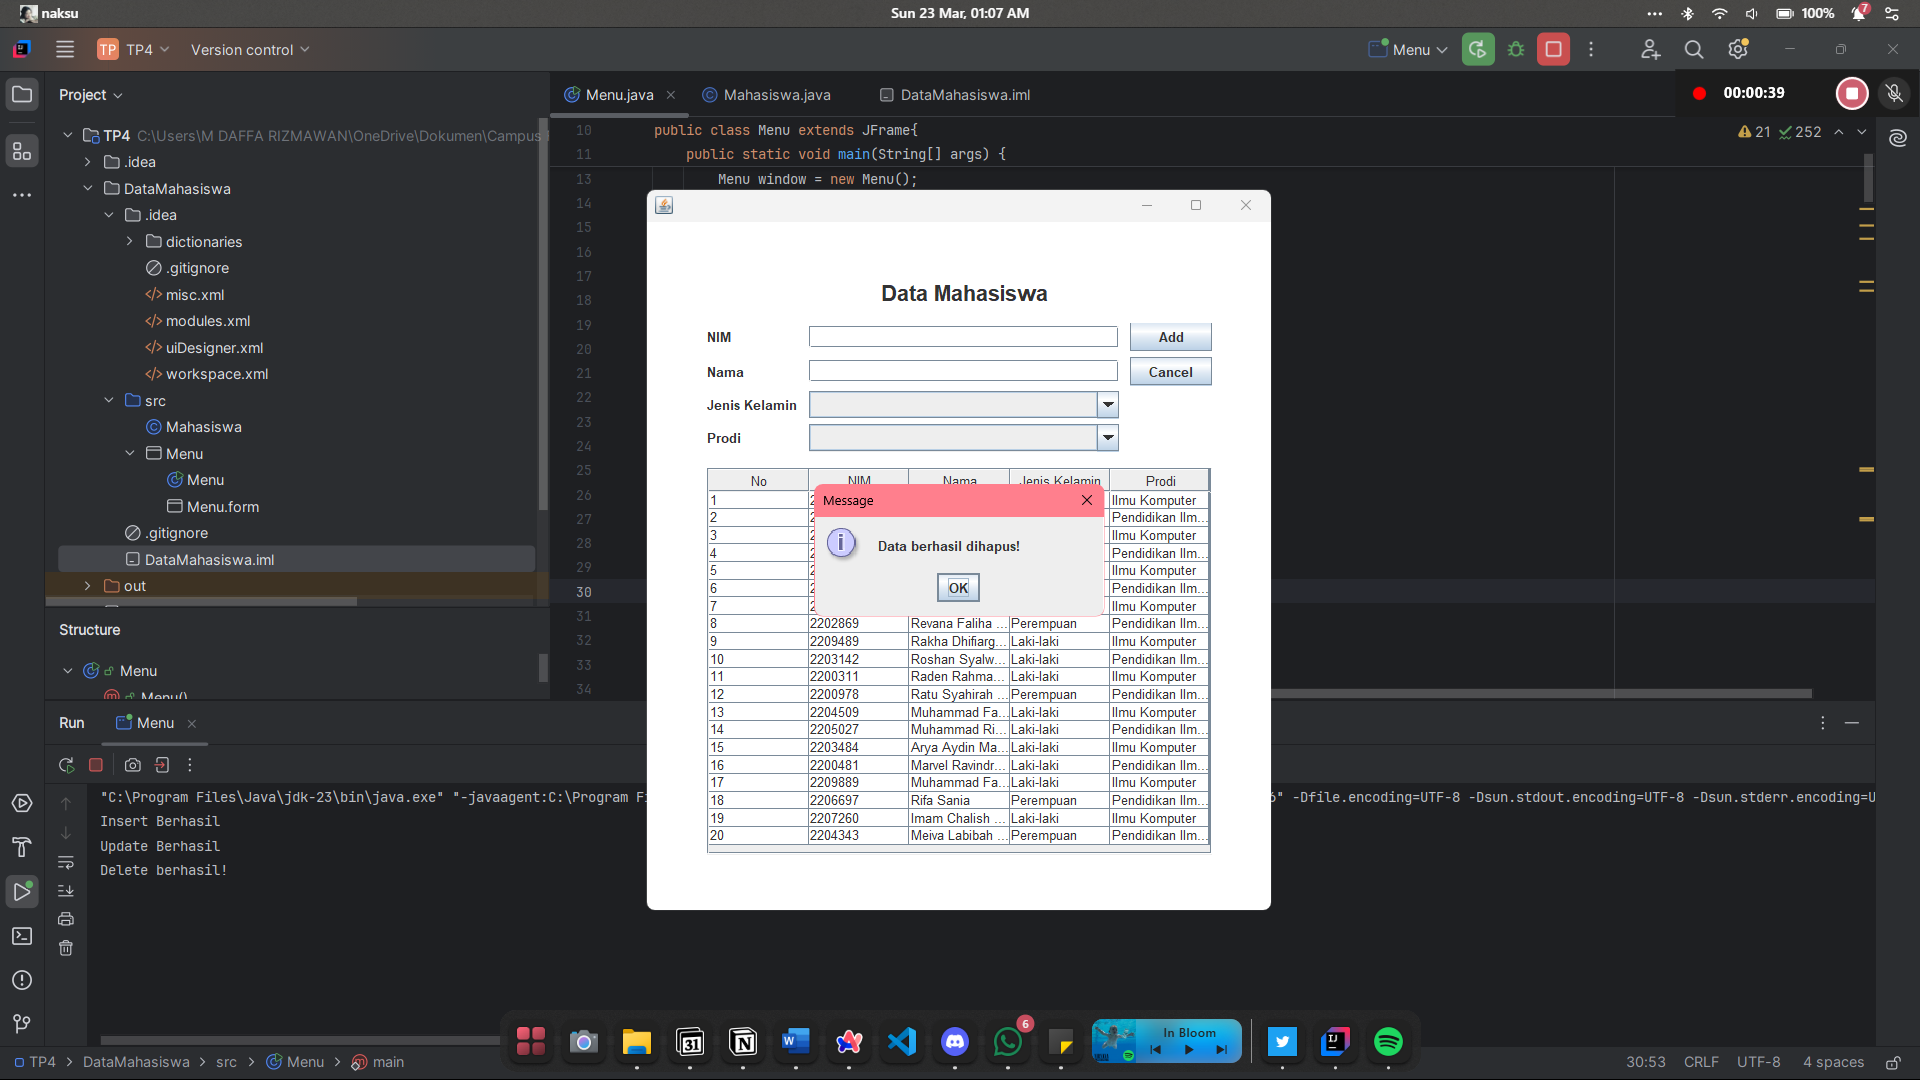 naksu
Sun 23 Mar, 01:07 AM
100%
7
TP
TP4
Version control
Menu
Project
Menu.java
Mahasiswa.java
DataMahasiswa.iml
00:00:39
TP4 C:\Users\M DAFFA RIZMAWAN\OneDrive\Dokumen\Campus
.idea
DataMahasiswa
.idea
dictionaries
.gitignore
misc.xml
modules.xml
uiDesigner.xml
workspace.xml
src
Mahasiswa
Menu
Menu
Menu.form
.gitignore
DataMahasiswa.iml
out
Structure
Menu
Menu()
10 public class Menu extends JFrame{
11 public static void main(String[] args) {
13 Menu window = new Menu();
14
15
16
17
18
19
20
21
22
23
24
25
26
27
28
29
30
31
32
33
34
21 252
Data Mahasiswa
NIM
Add
Nama
Cancel
Jenis Kelamin
Prodi
No NIM Nama Jenis Kelamin Prodi
1 Ilmu Komputer
2 Pendidikan Ilm...
3 Ilmu Komputer
4 Pendidikan Ilm...
5 Ilmu Komputer
6 Pendidikan Ilm...
7 Ilmu Komputer
8 2202869 Revana Faliha ... Perempuan Pendidikan Ilm...
9 2209489 Rakha Dhifiarg... Laki-laki Ilmu Komputer
10 2203142 Roshan Syalw... Laki-laki Pendidikan Ilm...
11 2200311 Raden Rahma... Laki-laki Ilmu Komputer
12 2200978 Ratu Syahirah ... Perempuan Pendidikan Ilm...
13 2204509 Muhammad Fa... Laki-laki Ilmu Komputer
14 2205027 Muhammad Ri... Laki-laki Pendidikan Ilm...
15 2203484 Arya Aydin Ma... Laki-laki Ilmu Komputer
16 2200481 Marvel Ravindr... Laki-laki Pendidikan Ilm...
17 2209889 Muhammad Fa... Laki-laki Ilmu Komputer
18 2206697 Rifa Sania Perempuan Pendidikan Ilm...
19 2207260 Imam Chalish ... Laki-laki Ilmu Komputer
20 2204343 Meiva Labibah ... Perempuan Pendidikan Ilm...
Message
Data berhasil dihapus!
OK
Run
Menu
"C:\Program Files\Java\jdk-23\bin\java.exe" "-javaagent:C:\Program Fi
" -Dfile.encoding=UTF-8 -Dsun.stdout.encoding=UTF-8 -Dsun.stderr.encoding=U
Insert Berhasil
Update Berhasil
Delete berhasil!
31
6
In Bloom
TP4 > DataMahasiswa > src > Menu > main
30:53 CRLF UTF-8 4 spaces